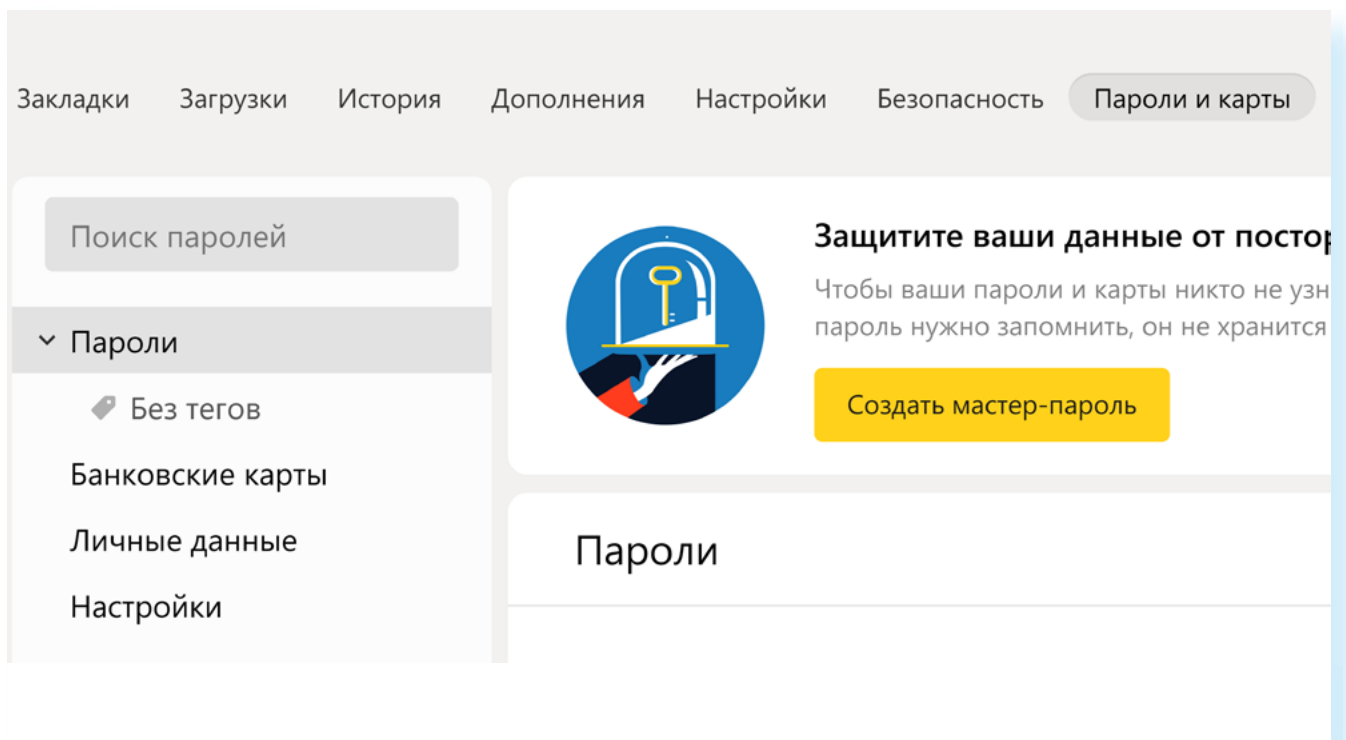 Закладки Загрузки История Дополнения Настройки Безопасность Пароли и карты
Поиск паролей
Пароли
Без тегов
Банковские карты
Личные данные
Настройки
Защитите ваши данные от
Чтобы ваши пароли и карты никто не
пароль нужно запомнить, он не хранится
Создать мастер-пароль
Пароли